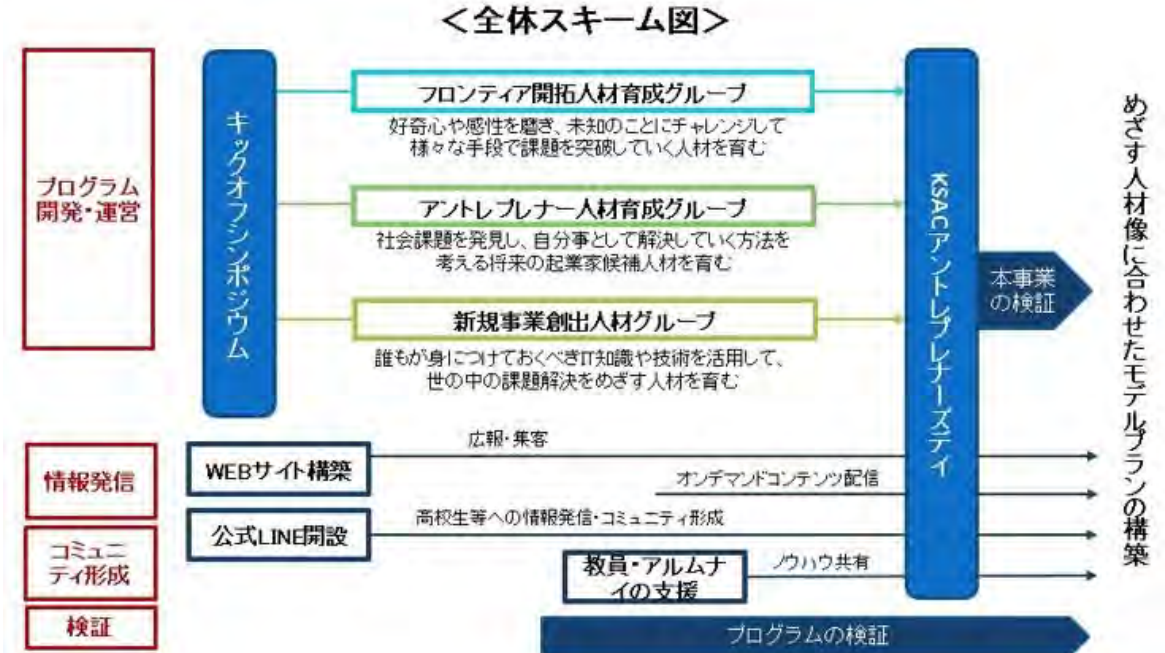 ＜全体スキーム図＞
プログラム
開発・運営
キックオフシンポジウム
フロンティア開拓人材育成グループ
好奇心や感性を磨き、未知のことにチャレンジして
様々な手段で課題を突破していく人材を育む
アントレプレナー人材育成グループ
社会課題を発見し、自分事として解決していく方法を
考える将来の起業家候補人材を育む
新規事業創出人材グループ
誰もが身につけておくべきIT知識や技術を活用して、
世の中の課題解決をめざす人材を育む
KSACアントレプレナーズデイ
本事業
の検証
めざす人材像に合わせたモデルプランの構築
情報発信
WEBサイト構築
広報・集客
オンデマンドコンテンツ配信
コミュニ
ティ形成
公式LINE開設
高校生等への情報発信・コミュニティ形成
教員・アルムナ
イの支援
ノウハウ共有
検証
プログラムの検証